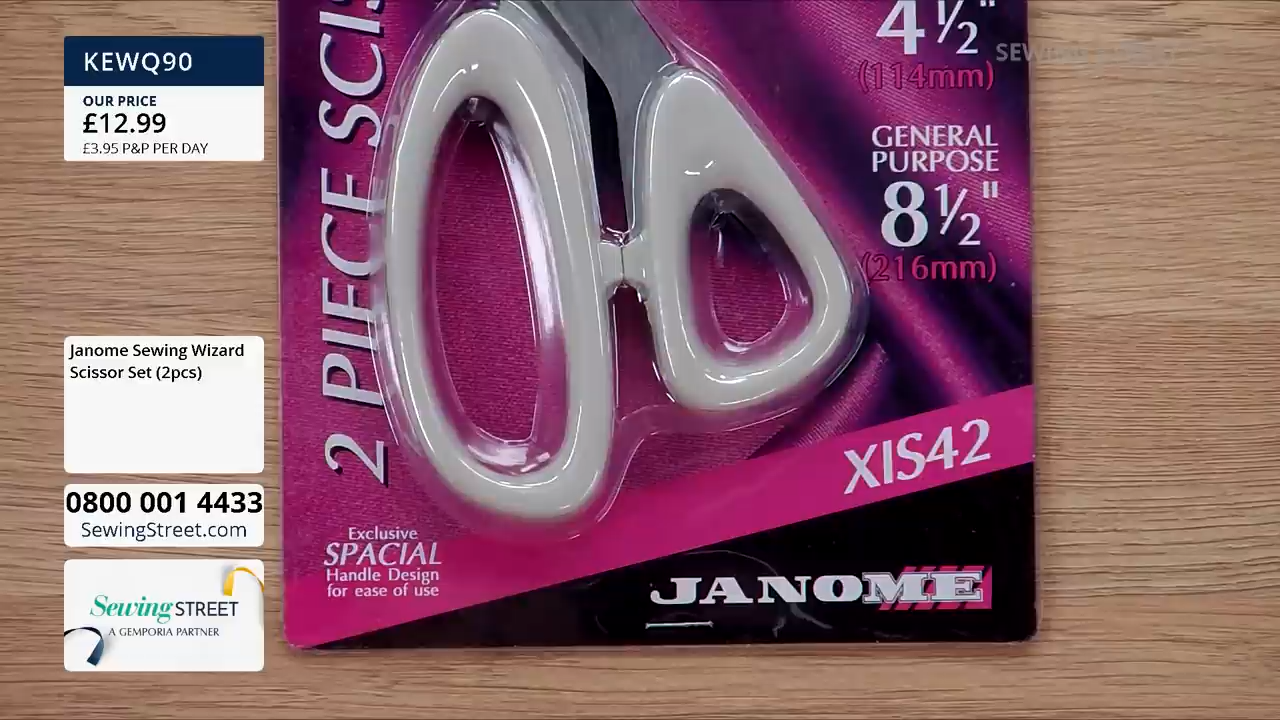 KEWQ90
OUR PRICE
£12.99
£3.95 P&P PER DAY
Janome Sewing Wizard
Scissor Set (2pcs)
0800 001 4433
SewingStreet.com
Sewing STREET
A GEMPORIA PARTNER
2 PIECE
4½"
(114mm)
GENERAL
PURPOSE
8½"
(216mm)
XIS42
Exclusive
SPACIAL
Handle Design
for ease of use
JANOME